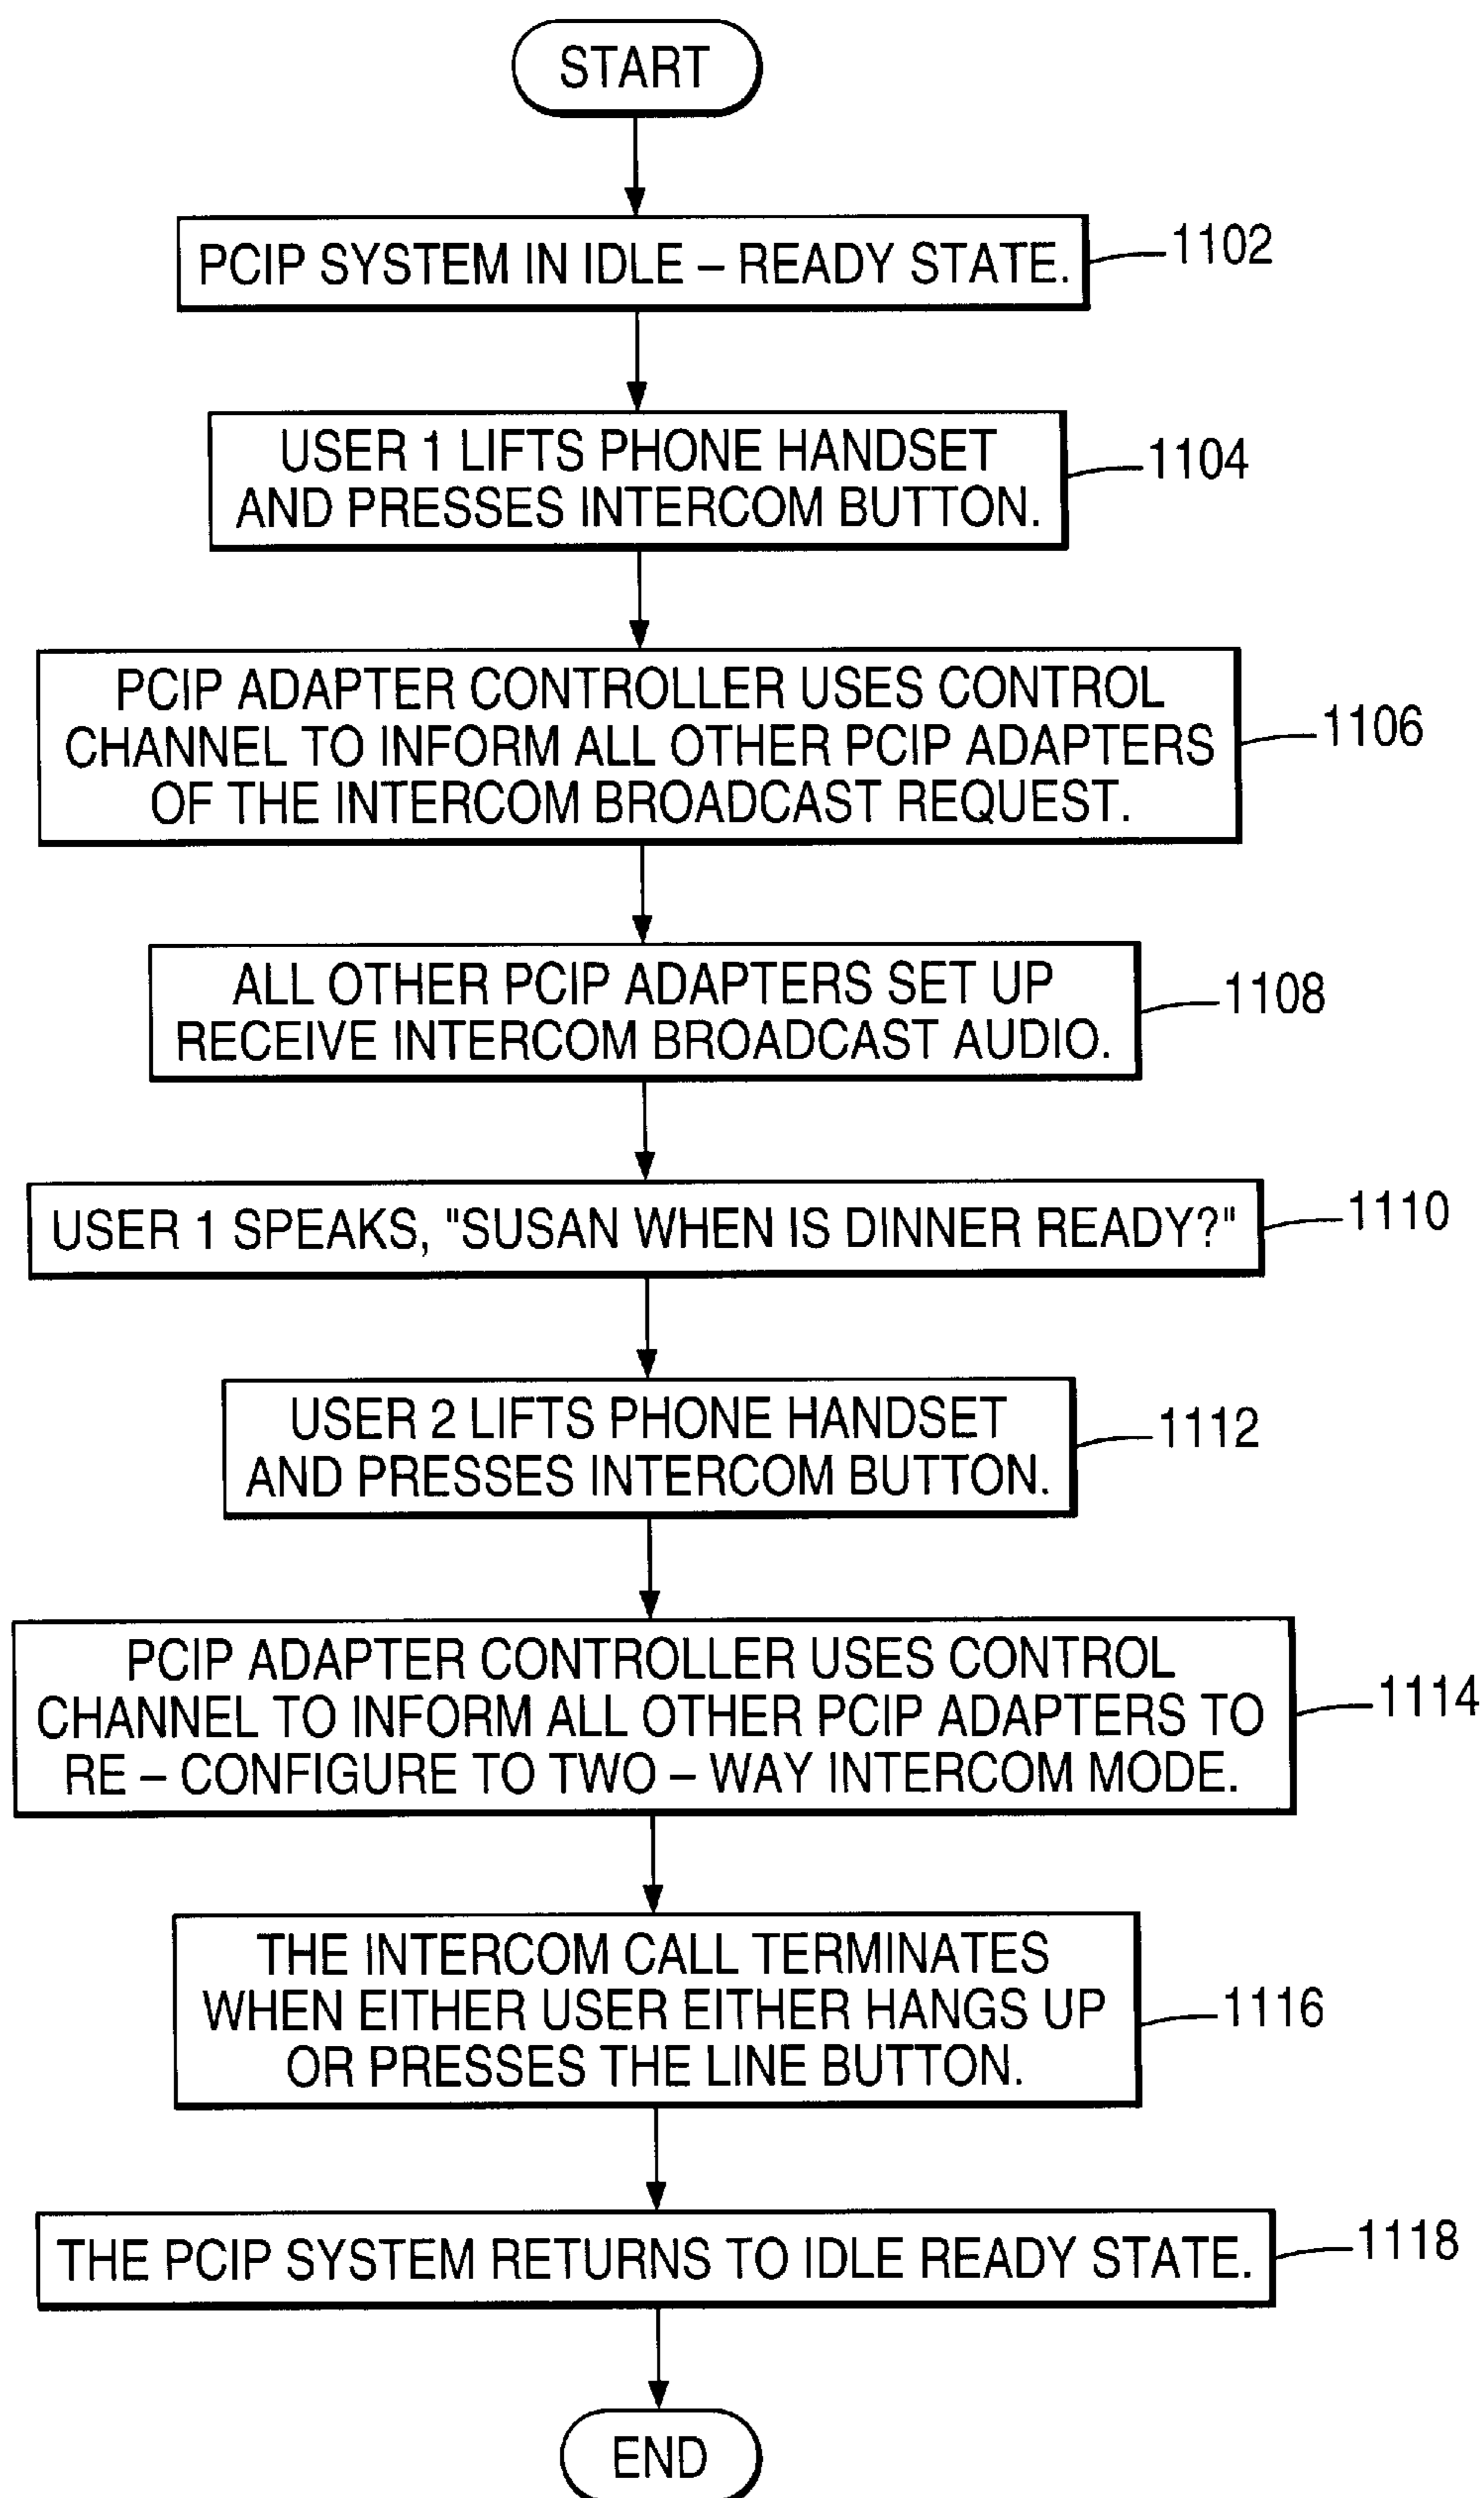 START
PCIP SYSTEM IN IDLE – READY STATE.
1102
USER 1 LIFTS PHONE HANDSET
AND PRESSES INTERCOM BUTTON.
1104
PCIP ADAPTER CONTROLLER USES CONTROL
CHANNEL TO INFORM ALL OTHER PCIP ADAPTERS
OF THE INTERCOM BROADCAST REQUEST.
1106
ALL OTHER PCIP ADAPTERS SET UP
RECEIVE INTERCOM BROADCAST AUDIO.
1108
USER 1 SPEAKS, "SUSAN WHEN IS DINNER READY?"
1110
USER 2 LIFTS PHONE HANDSET
AND PRESSES INTERCOM BUTTON.
1112
PCIP ADAPTER CONTROLLER USES CONTROL
CHANNEL TO INFORM ALL OTHER PCIP ADAPTERS TO
RE – CONFIGURE TO TWO – WAY INTERCOM MODE.
1114
THE INTERCOM CALL TERMINATES
WHEN EITHER USER EITHER HANGS UP
OR PRESSES THE LINE BUTTON.
1116
THE PCIP SYSTEM RETURNS TO IDLE READY STATE.
1118
END